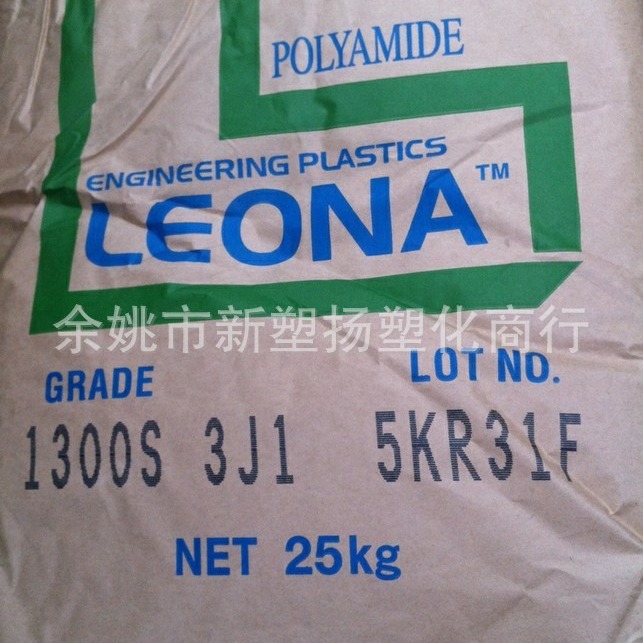 POLYAMIDE
ENGINEERING PLASTICS
LEONA™
余姚市新塑扬塑化商行
GRADE LOT NO.
1300S 3J1 5KR31F
NET 25kg